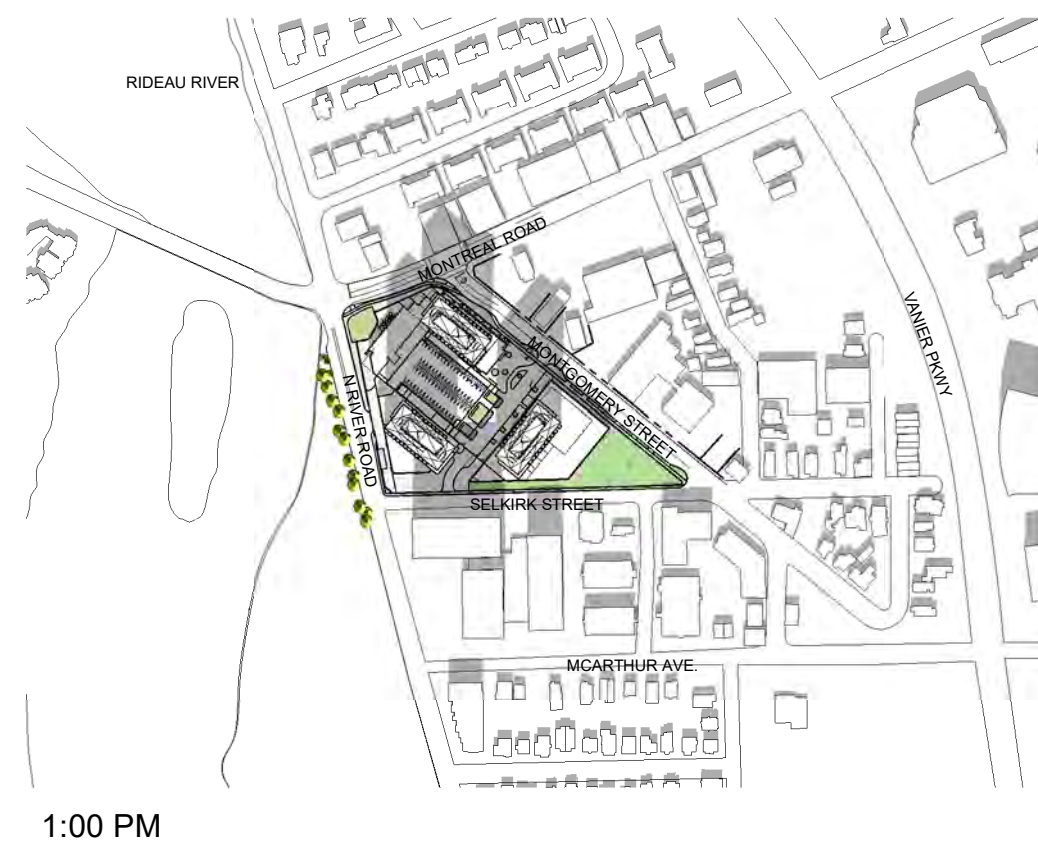 RIDEAU RIVER
MONTREAL ROAD
VANIER PKWY
MONTGOMERY STREET
N RIVER ROAD
SELKIRK STREET
MCARTHUR AVE.
1:00 PM